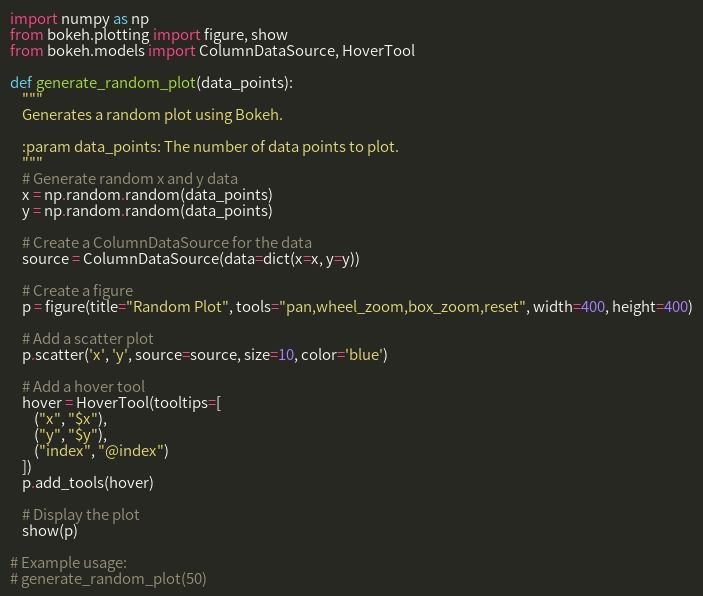 import numpy as np
from bokeh.plotting import figure, show
from bokeh.models import ColumnDataSource, HoverTool

def generate_random_plot(data_points):
    """
    Generates a random plot using Bokeh.

    :param data_points: The number of data points to plot.
    """
    # Generate random x and y data
    x = np.random.random(data_points)
    y = np.random.random(data_points)

    # Create a ColumnDataSource for the data
    source = ColumnDataSource(data=dict(x=x, y=y))

    # Create a figure
    p = figure(title="Random Plot", tools="pan,wheel_zoom,box_zoom,reset", width=400, height=400)

    # Add a scatter plot
    p.scatter('x', 'y', source=source, size=10, color='blue')

    # Add a hover tool
    hover = HoverTool(tooltips=[
        ("x", "$x"),
        ("y", "$y"),
        ("index", "@index")
    ])
    p.add_tools(hover)

    # Display the plot
    show(p)

# Example usage:
# generate_random_plot(50)